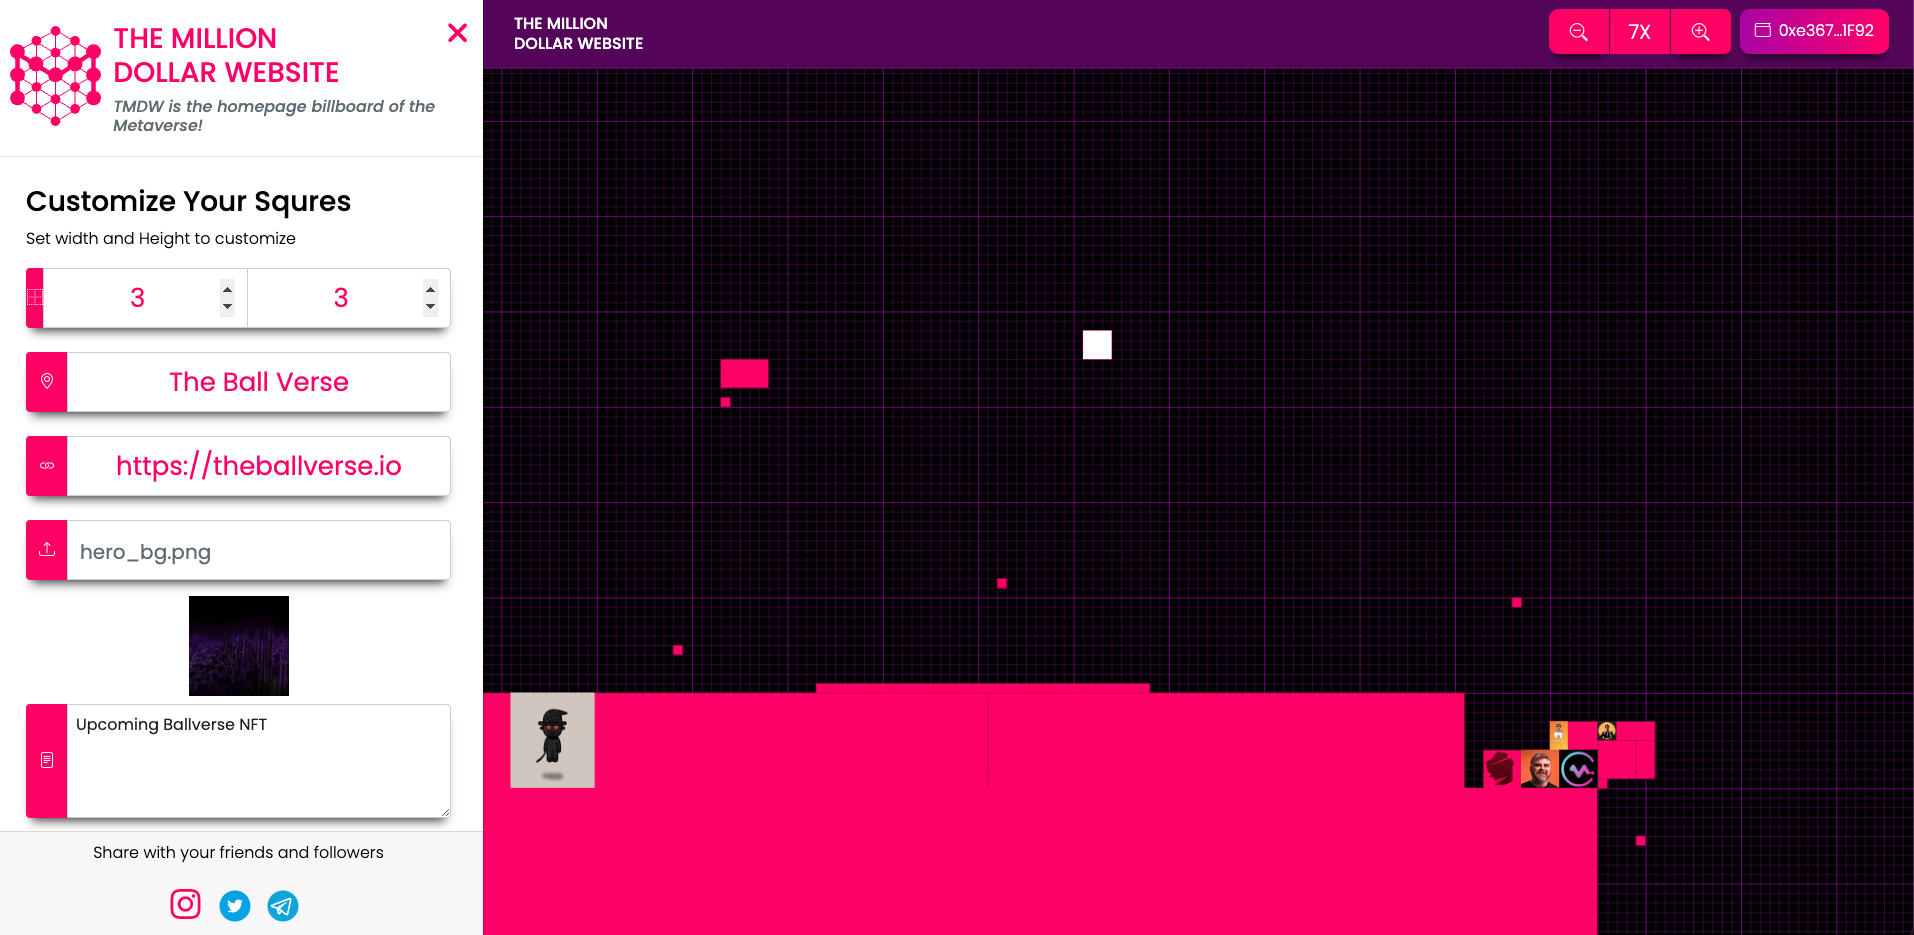 THE MILLION
DOLLAR WEBSITE
TMDW is the homepage billboard of the
Metaverse!
Customize Your Squres
Set width and Height to customize
3
3
The Ball Verse
https://theballverse.io
hero_bg.png
Upcoming Ballverse NFT
Share with your friends and followers
THE MILLION
DOLLAR WEBSITE
7X
0xe367...1F92